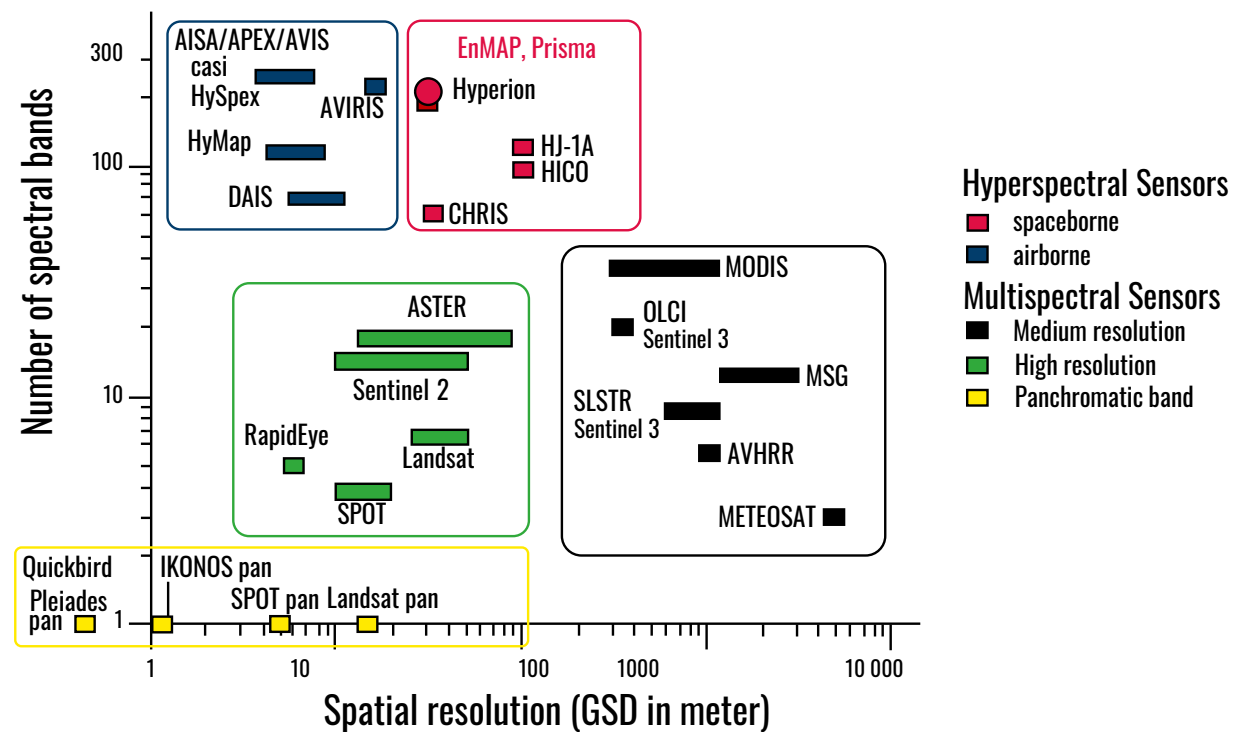 Number of spectral bands
300
100
10
1
AISA/APEX/AVIS
casi
HySpex
AVIRIS
HyMap
DAIS
EnMAP, Prisma
Hyperion
HJ-1A
HICO
CHRIS
MODIS
OLCI
Sentinel 3
MSG
SLSTR
Sentinel 3
AVHRR
METEOSAT
ASTER
Sentinel 2
RapidEye
Landsat
SPOT
Quickbird
Pleiades
pan
IKONOS pan
SPOT pan
Landsat pan
1
10
100
1000
10 000
Spatial resolution (GSD in meter)
Hyperspectral Sensors
spaceborne
airborne
Multispectral Sensors
Medium resolution
High resolution
Panchromatic band